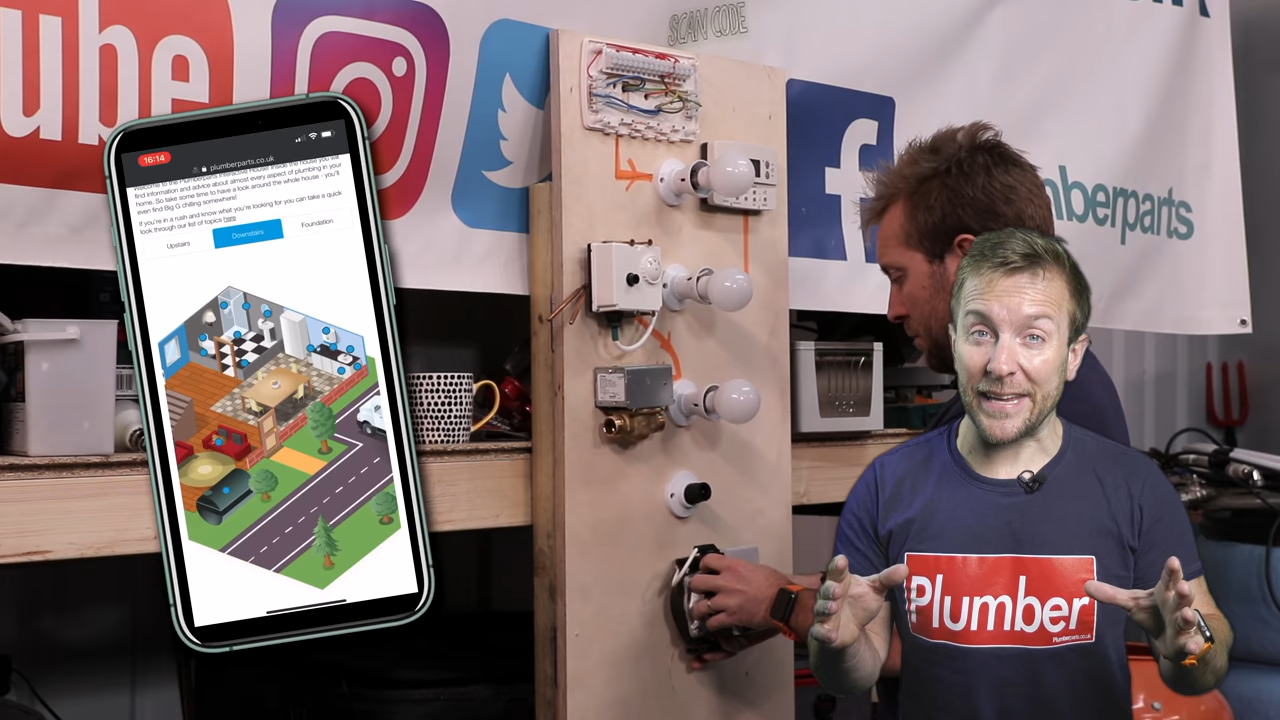 SCAN CODE
ube
mberparts
16:14
plumberparts.co.uk
Welcome to the Plumberparts Interactive House! Inside the house you will
find information and advice about almost every aspect of plumbing in your
home. So take some time to have a look around the whole house - you'll
even find Big G chilling somewhere!
If you're in a rush and know what you're looking for you can take a quick
look through our list of topics here
Upstairs
Downstairs
Foundation
Plumber
Plumberparts.co.uk